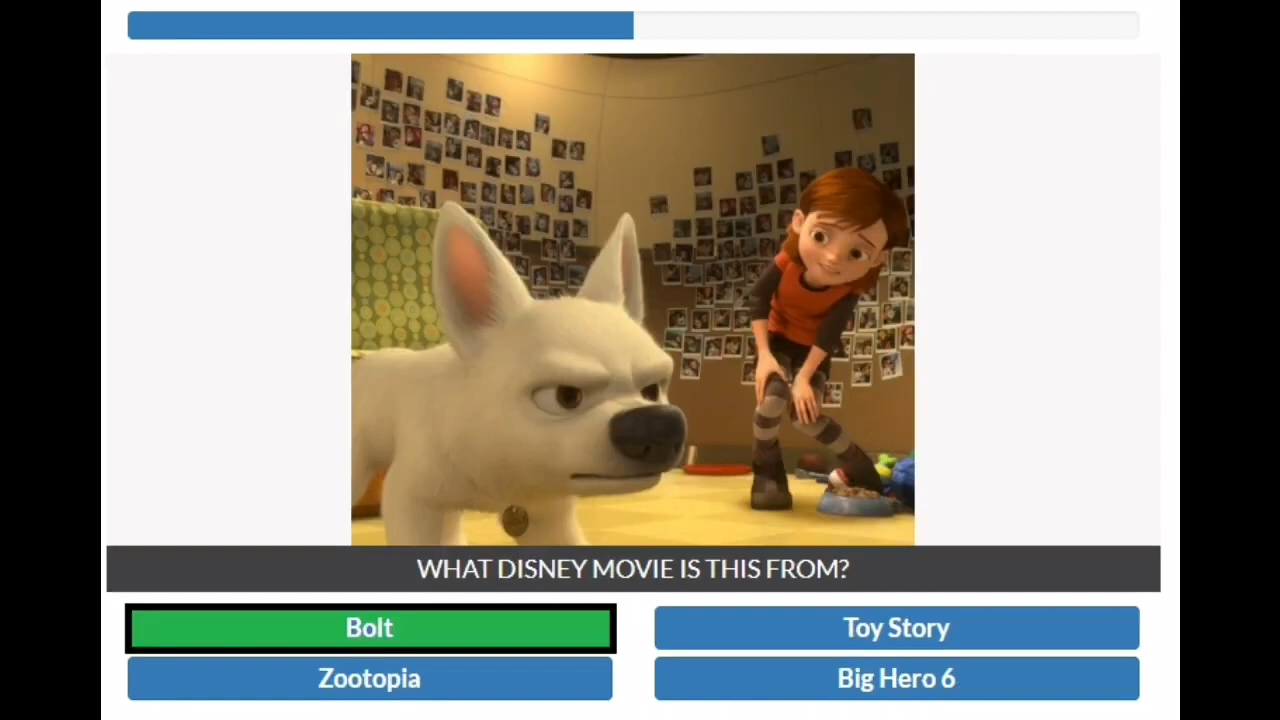 WHAT DISNEY MOVIE IS THIS FROM?
Bolt
Toy Story
Zootopia
Big Hero 6